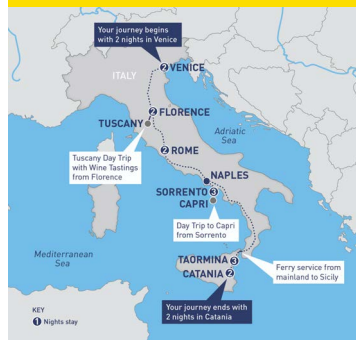 Your journey begins
with 2 nights in Venice
ITALY
2 VENICE
2 FLORENCE
TUSCANY
Adriatic
Sea
2 ROME
Tuscany Day Trip
with Wine Tastings
from Florence
NAPLES
SORRENTO 3
CAPRI
Day Trip to Capri
from Sorrento
Mediterranean
Sea
TAORMINA 3
CATANIA 2
Ferry service from
mainland to Sicily
Your journey ends with
2 nights in Catania
KEY
1 Nights stay